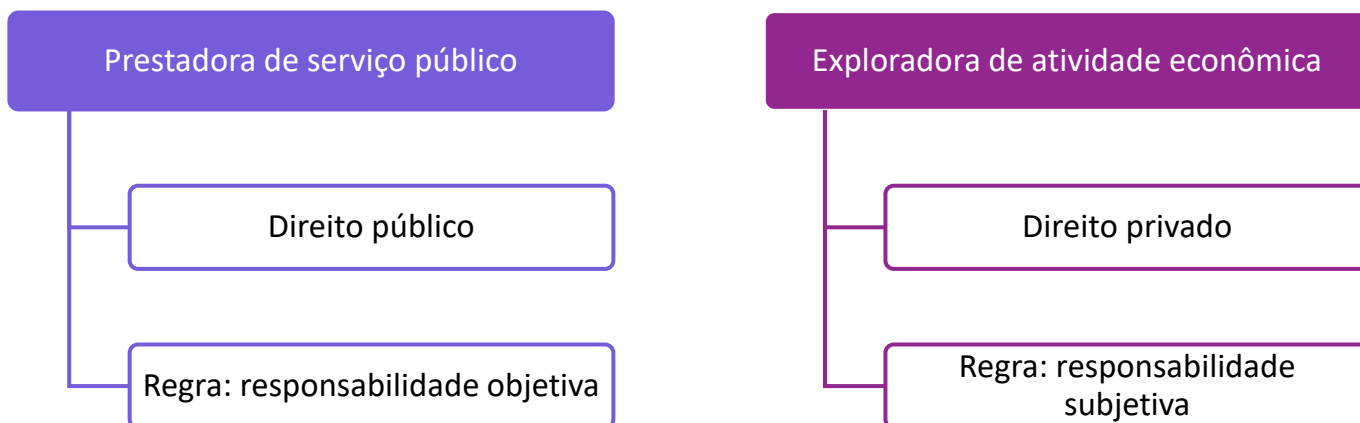 Prestadora de serviço público
Direito público
Regra: responsabilidade objetiva
Exploradora de atividade econômica
Direito privado
Regra: responsabilidade
subjetiva